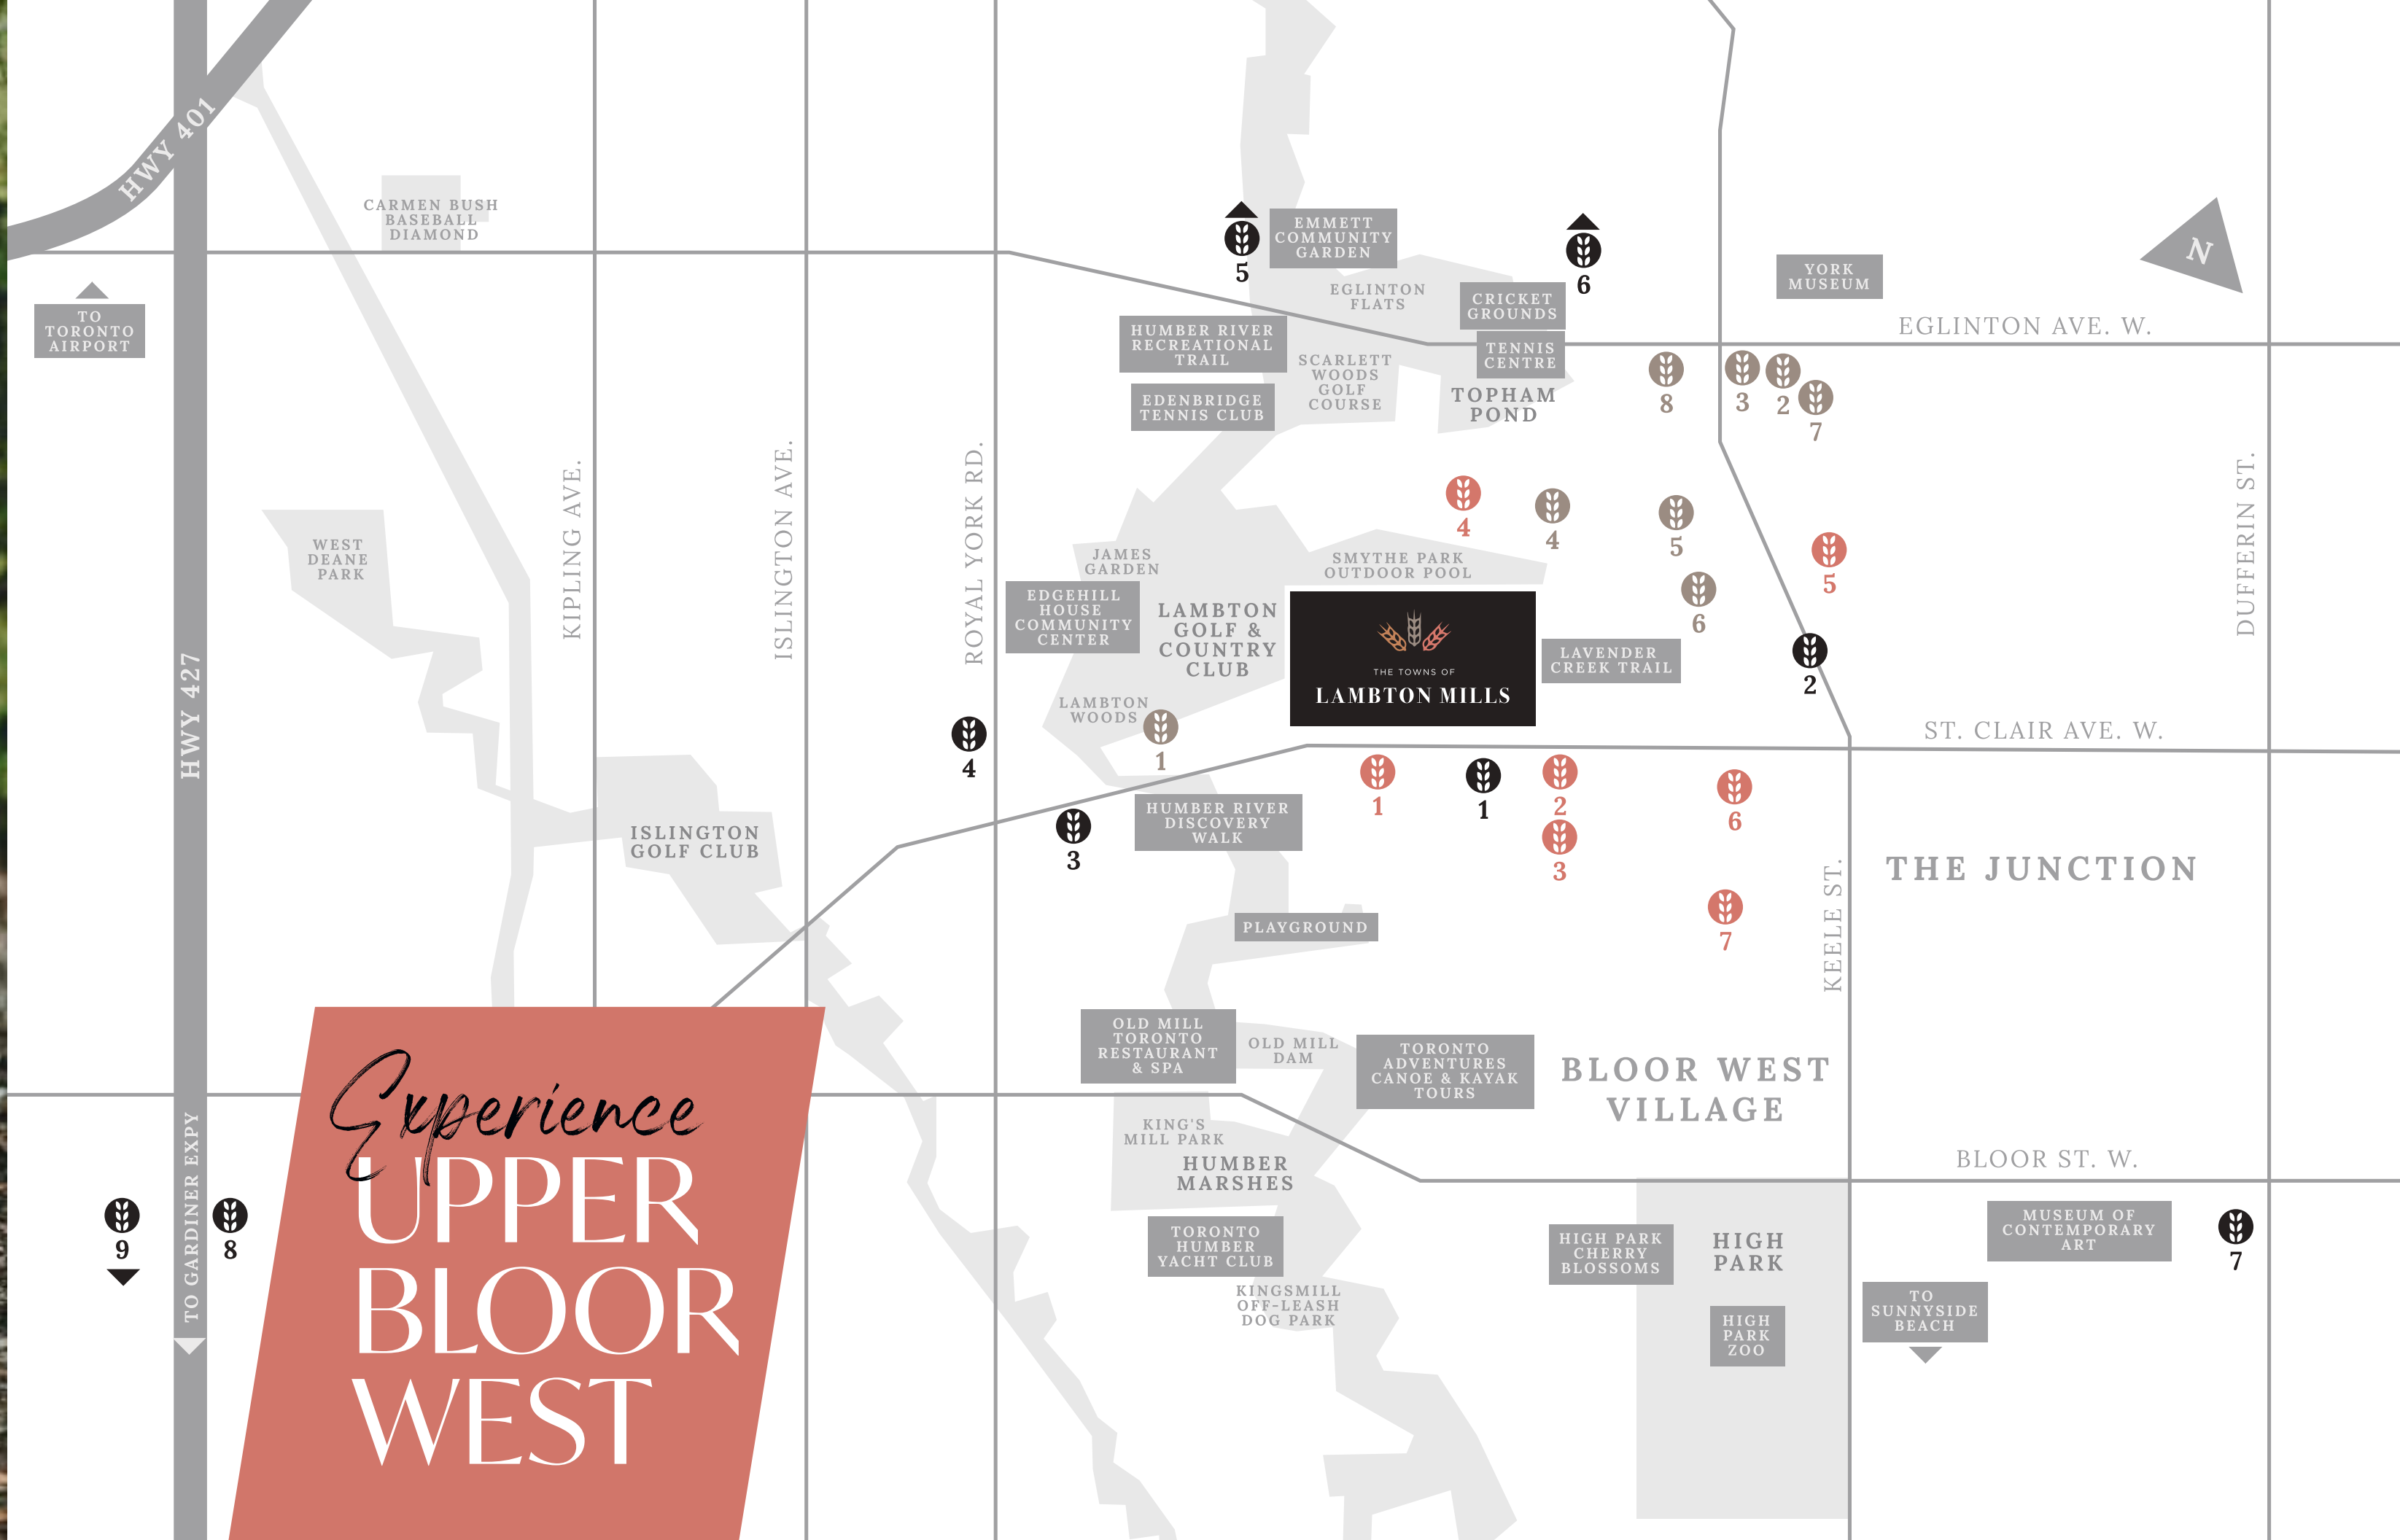 HWY 401
CARMEN BUSH
BASEBALL
DIAMOND
TO
TORONTO
AIRPORT
5
EMMETT
COMMUNITY
GARDEN
6
YORK
MUSEUM
N
EGLINTON
FLATS
CRICKET
GROUNDS
EGLINTON AVE. W.
HUMBER RIVER
RECREATIONAL
TRAIL
SCARLETT
WOODS
GOLF
COURSE
TENNIS
CENTRE
TOPHAM
POND
EDENBRIDGE
TENNIS CLUB
8
3
2
7
KIPLING AVE.
ISLINGTON AVE.
ROYAL YORK RD.
DUFFERIN ST.
4
4
5
5
6
WEST
DEANE
PARK
JAMES
GARDEN
SMYTHE PARK
OUTDOOR POOL
EDGEHILL
HOUSE
COMMUNITY
CENTER
LAMBTON
GOLF &
COUNTRY
CLUB
THE TOWNS OF
LAMBTON MILLS
LAVENDER
CREEK TRAIL
2
HWY 427
LAMBTON
WOODS
4
1
ST. CLAIR AVE. W.
3
HUMBER RIVER
DISCOVERY
WALK
1
1
2
3
6
7
ISLINGTON
GOLF CLUB
THE JUNCTION
KEELE ST.
PLAYGROUND
OLD MILL
TORONTO
RESTAURANT
& SPA
OLD MILL
DAM
TORONTO
ADVENTURES
CANOE & KAYAK
TOURS
BLOOR WEST
VILLAGE
KING'S
MILL PARK
HUMBER
MARSHES
BLOOR ST. W.
TO GARDINER EXPY
9
8
Experience
UPPER
BLOOR
WEST
TORONTO
HUMBER
YACHT CLUB
KINGSMILL
OFF-LEASH
DOG PARK
HIGH PARK
CHERRY
BLOSSOMS
HIGH
PARK
HIGH
PARK
ZOO
MUSEUM OF
CONTEMPORARY
ART
7
TO
SUNNYSIDE
BEACH